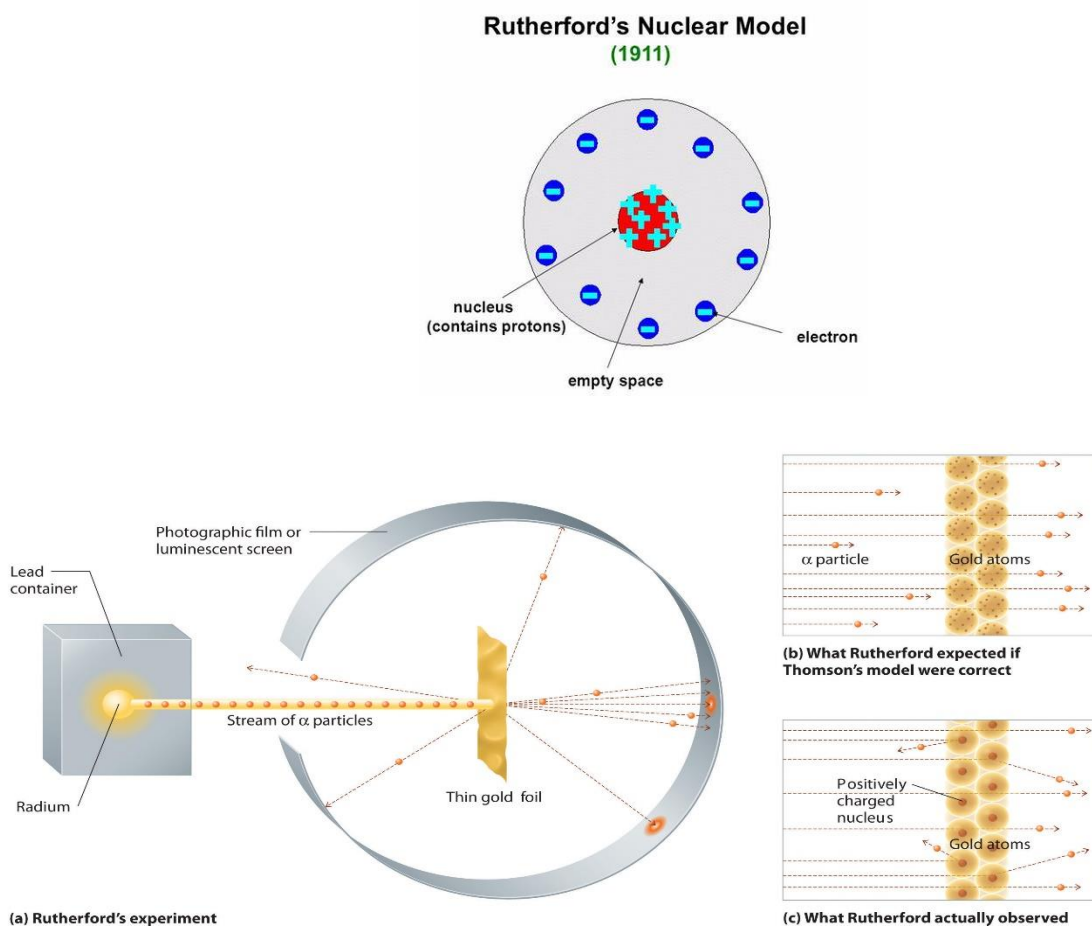 Rutherford's Nuclear Model
(1911)
nucleus
(contains protons)
electron
empty space
Photographic film or
luminescent screen
Lead
container
Stream of α particles
Radium
Thin gold foil
(a) Rutherford's experiment
α particle
Gold atoms
(b) What Rutherford expected if
Thomson's model were correct
Positively
charged
nucleus
Gold atoms
(c) What Rutherford actually observed